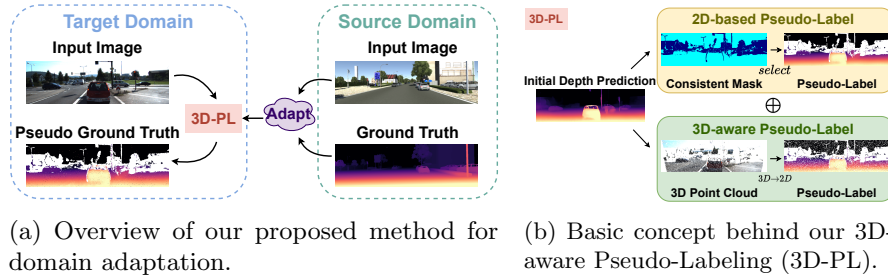 Target Domain
Input Image
3D-PL
Pseudo Ground Truth
Source Domain
Input Image
Adapt
Ground Truth
(a) Overview of our proposed method for
domain adaptation.
3D-PL
Initial Depth Prediction
2D-based Pseudo-Label
select
Consistent Mask
Pseudo-Label
⊕
3D-aware Pseudo-Label
3D→2D
3D Point Cloud
Pseudo-Label
(b) Basic concept behind our 3D-
aware Pseudo-Labeling (3D-PL).